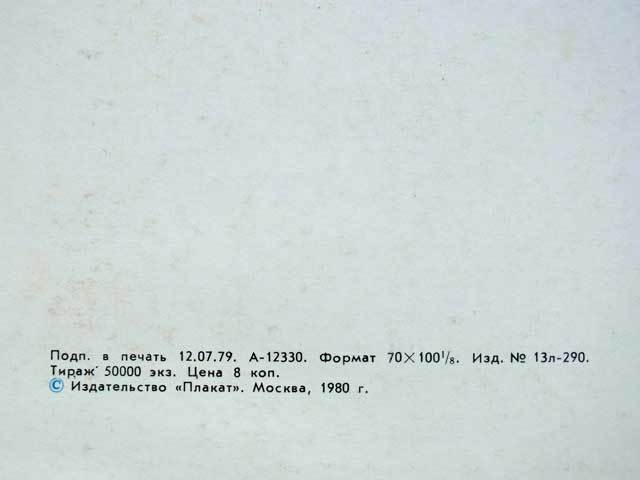 Подп. в печать 12.07.79. А-12330. Формат 70×100¹/₈. Изд. № 13л-290.
Тираж 50000 экз. Цена 8 коп.
© Издательство «Плакат». Москва, 1980 г.